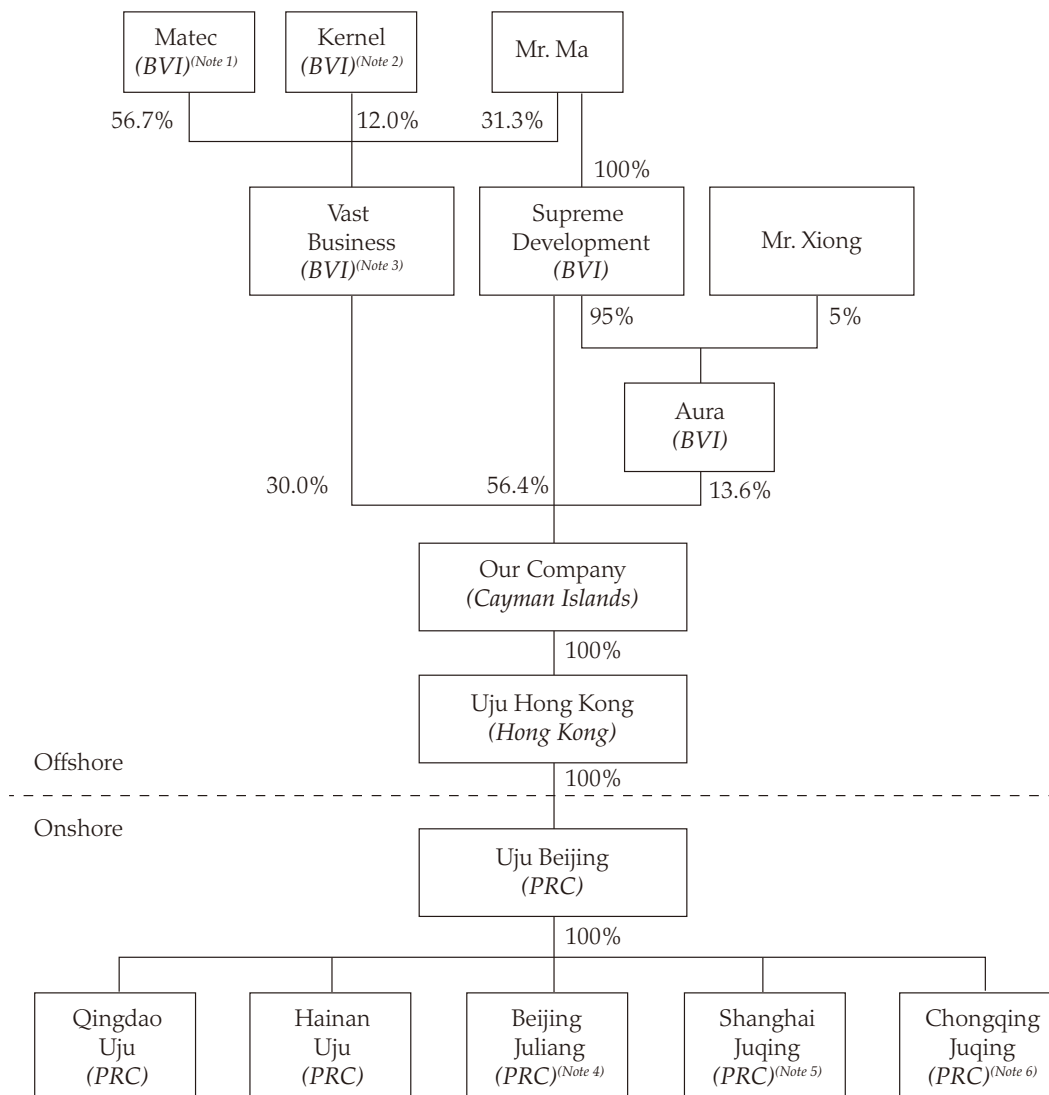 Matec
(BVI)(Note 1)
Kernel
(BVI)(Note 2)
Mr. Ma
56.7%
12.0%
31.3%
100%
Vast
Business
(BVI)(Note 3)
Supreme
Development
(BVI)
Mr. Xiong
95%
5%
Aura
(BVI)
30.0%
56.4%
13.6%
Our Company
(Cayman Islands)
100%
Uju Hong Kong
(Hong Kong)
Offshore
100%
Onshore
Uju Beijing
(PRC)
100%
Qingdao
Uju
(PRC)
Hainan
Uju
(PRC)
Beijing
Juliang
(PRC)(Note 4)
Shanghai
Juqing
(PRC)(Note 5)
Chongqing
Juqing
(PRC)(Note 6)